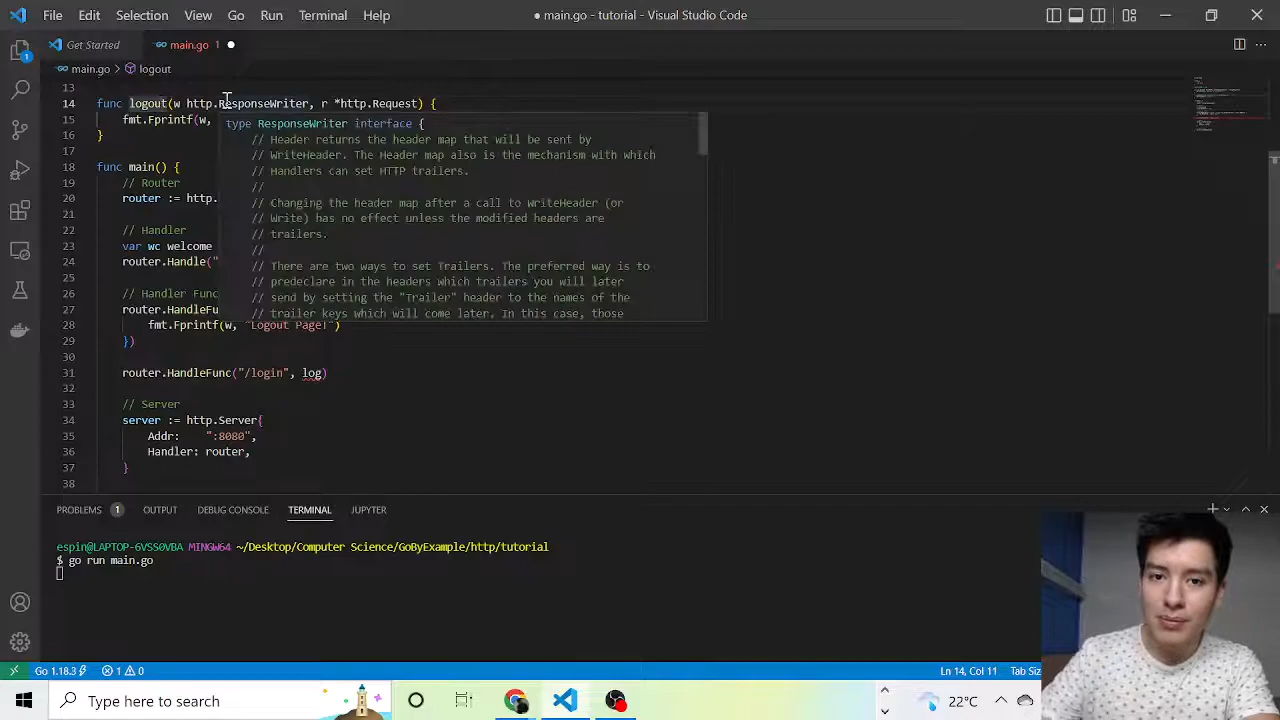 File Edit Selection View Go Run Terminal Help
● main.go - tutorial - Visual Studio Code
Get Started
main.go 1
main.go > logout
13
14 func logout(w http.ResponseWriter, r *http.Request) {
15 fmt.Fprintf(w,
16 }
17
18 func main() {
19 // Router
20 router := http.
21
22 // Handler
23 var wc welcome
24 router.Handle("
25
26 // Handler Func
27 router.HandleFu
28 fmt.Fprintf(w, "Logout Page!")
29 })
30
31 router.HandleFunc("/login", log)
32
33 // Server
34 server := http.Server{
35 Addr: ":8080",
36 Handler: router,
37 }
38
type ResponseWriter interface {
// Header returns the header map that will be sent by
// WriteHeader. The Header map also is the mechanism with which
// Handlers can set HTTP trailers.
//
// Changing the header map after a call to WriteHeader (or
// Write) has no effect unless the modified headers are
// trailers.
//
// There are two ways to set Trailers. The preferred way is to
// predeclare in the headers which trailers you will later
// send by setting the "Trailer" header to the names of the
// trailer keys which will come later. In this case, those
PROBLEMS 1 OUTPUT DEBUG CONSOLE TERMINAL JUPYTER
espin@LAPTOP-6VSS0VBA MINGW64 ~/Desktop/Computer Science/GoByExample/http/tutorial
$ go run main.go
Go 1.18.3 1 0 Ln 14, Col 11 Tab Size
Type here to search
22°C